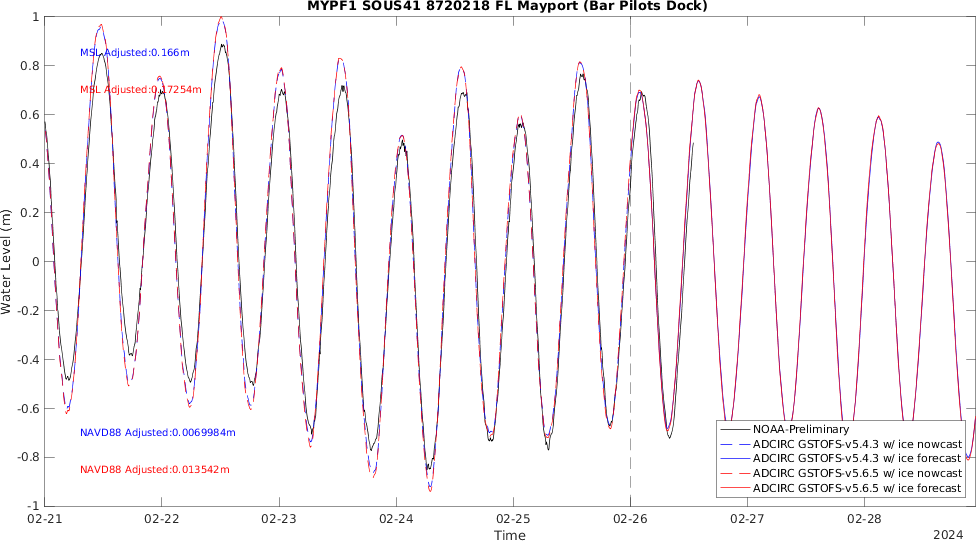 MYPF1 SOUS41 8720218 FL Mayport (Bar Pilots Dock)
1
0.8
0.6
0.4
0.2
0
-0.2
-0.4
-0.6
-0.8
-1
Water Level (m)
MSL Adjusted:0.166m
MSL Adjusted:0.17254m
NAVD88 Adjusted:0.0069984m
NAVD88 Adjusted:0.013542m
NOAA-Preliminary
ADCIRC GSTOFS-v5.4.3 w/ ice nowcast
ADCIRC GSTOFS-v5.4.3 w/ ice forecast
ADCIRC GSTOFS-v5.6.5 w/ ice nowcast
ADCIRC GSTOFS-v5.6.5 w/ ice forecast
02-21 02-22 02-23 02-24 02-25 02-26 02-27 02-28
Time
2024